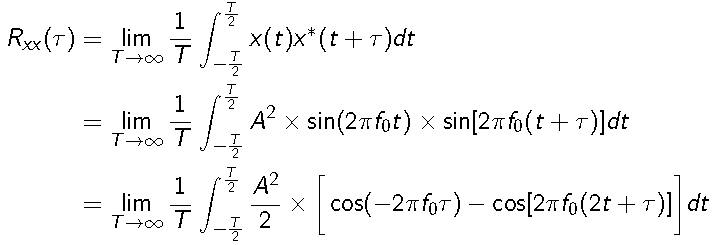 $R_{xx}(\tau) = \lim_{T \to \infty} \frac{1}{T} \int_{-\frac{T}{2}}^{\frac{T}{2}} x(t)x^*(t + \tau)dt$
$= \lim_{T \to \infty} \frac{1}{T} \int_{-\frac{T}{2}}^{\frac{T}{2}} A^2 \times \sin(2\pi f_0 t) \times \sin[2\pi f_0(t + \tau)]dt$
$= \lim_{T \to \infty} \frac{1}{T} \int_{-\frac{T}{2}}^{\frac{T}{2}} \frac{A^2}{2} \times \bigg[ \cos(-2\pi f_0 \tau) - \cos[2\pi f_0(2t + \tau)] \bigg] dt$